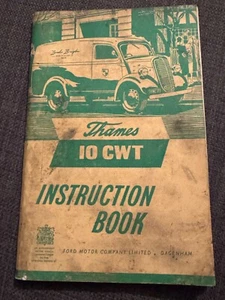 Thames
10 CWT
INSTRUCTION
BOOK
FORD MOTOR COMPANY LIMITED . DAGENHAM